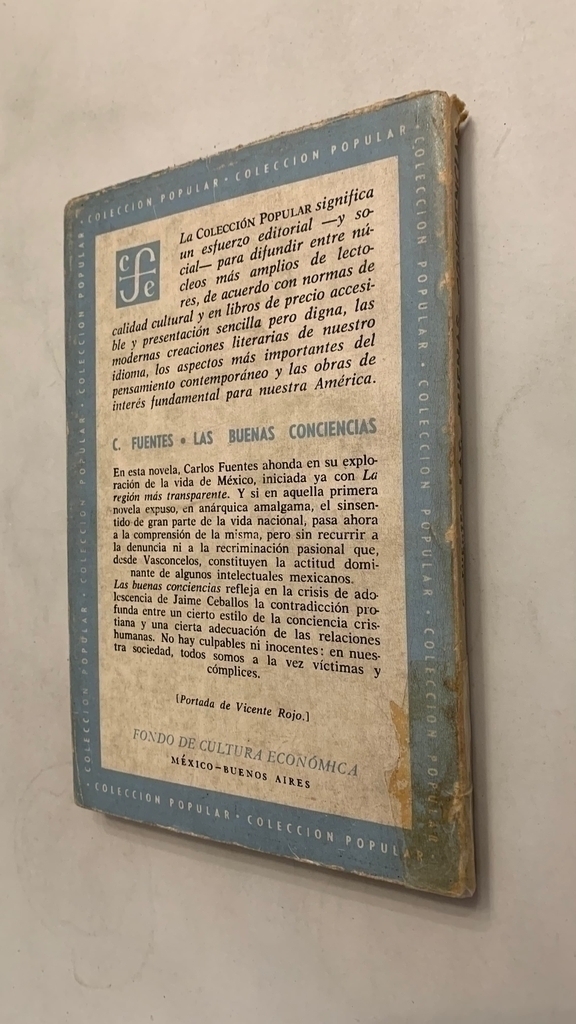 COLECCION POPULAR • COLECCION POPULAR
cfe
La COLECCIÓN POPULAR significa
un esfuerzo editorial —y so-
cial— para difundir entre nú-
cleos más amplios de lecto-
res, de acuerdo con normas de
calidad cultural y en libros de precio accesi-
ble y presentación sencilla pero digna, las
modernas creaciones literarias de nuestro
idioma, los aspectos más importantes del
pensamiento contemporáneo y las obras de
interés fundamental para nuestra América.
C. FUENTES • LAS BUENAS CONCIENCIAS
En esta novela, Carlos Fuentes ahonda en su explo-
ración de la vida de México, iniciada ya con La
región más transparente. Y si en aquella primera
novela expuso, en anárquica amalgama, el sinsen-
tido de gran parte de la vida nacional, pasa ahora
a la comprensión de la misma, pero sin recurrir a
la denuncia ni a la recriminación pasional que,
desde Vasconcelos, constituyen la actitud domi-
nante de algunos intelectuales mexicanos.
Las buenas conciencias refleja en la crisis de ado-
lescencia de Jaime Ceballos la contradicción pro-
funda entre un cierto estilo de la conciencia cris-
tiana y una cierta adecuación de las relaciones
humanas. No hay culpables ni inocentes: en nues-
tra sociedad, todos somos a la vez víctimas y
cómplices.
[Portada de Vicente Rojo.]
FONDO DE CULTURA ECONÓMICA
MÉXICO–BUENOS AIRES
• COLECCION POPULAR • COLECCION POPULAR
COLECCION POPULAR • COLECCION POPULAR • COLECCION POPULAR
COLECCION POPULAR • COLECCION POPULAR • COLECCION POPULAR